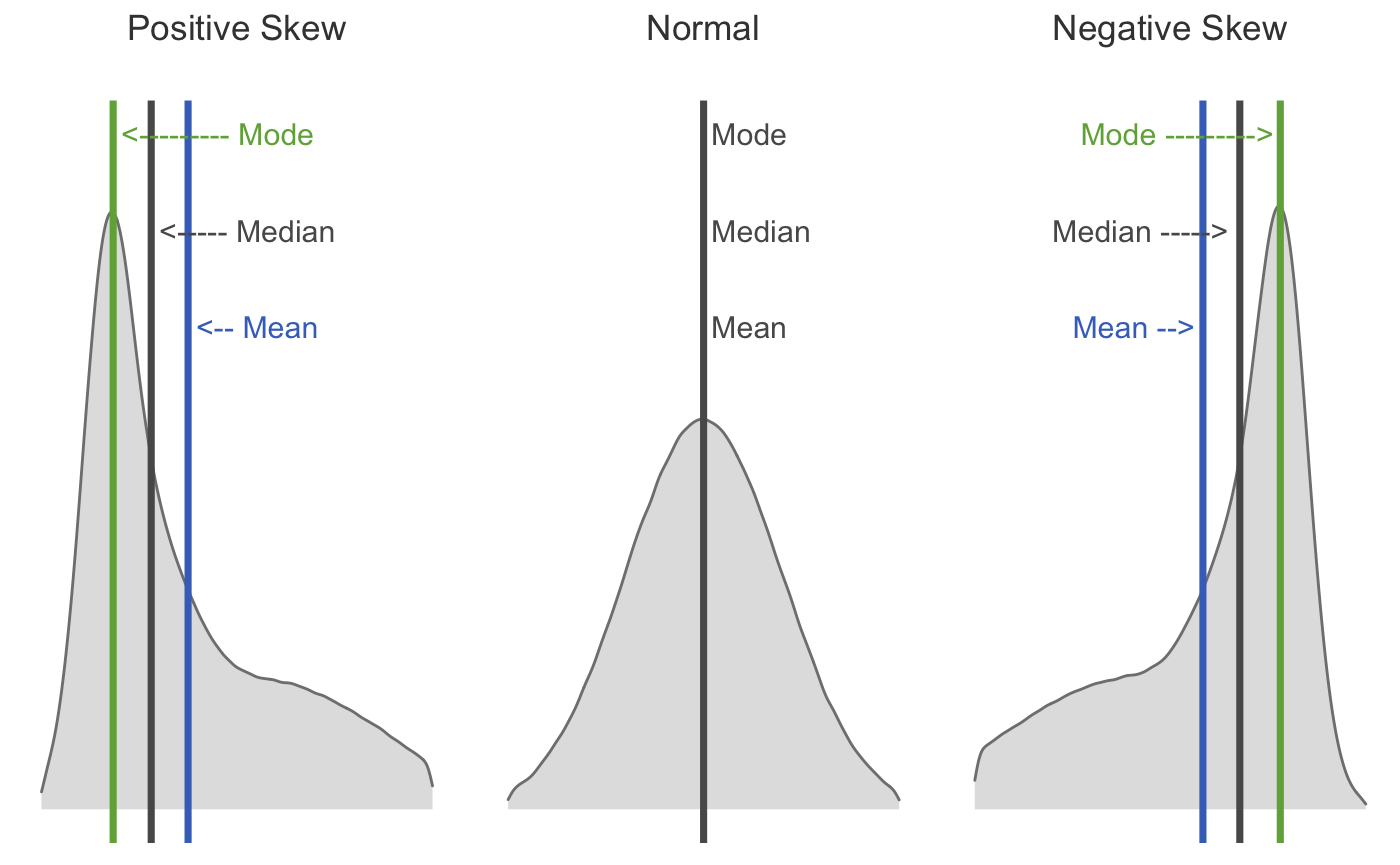 Positive Skew
<--------- Mode
<----- Median
<-- Mean
Normal
Mode
Median
Mean
Negative Skew
Mode --------->
Median ----->
Mean -->